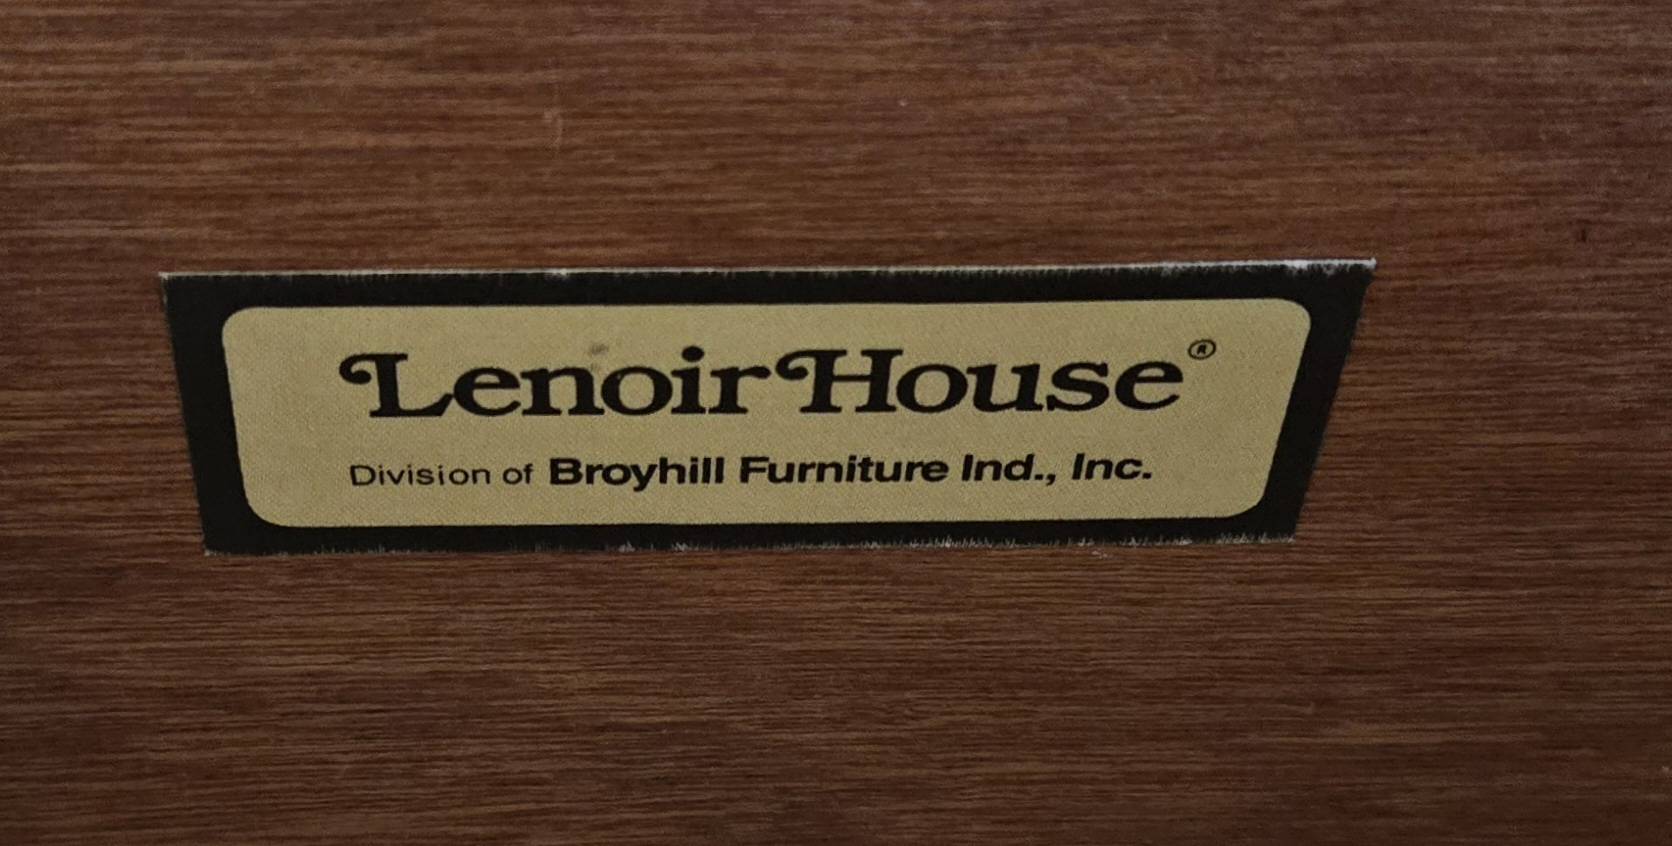 Lenoir House®
Division of Broyhill Furniture Ind., Inc.